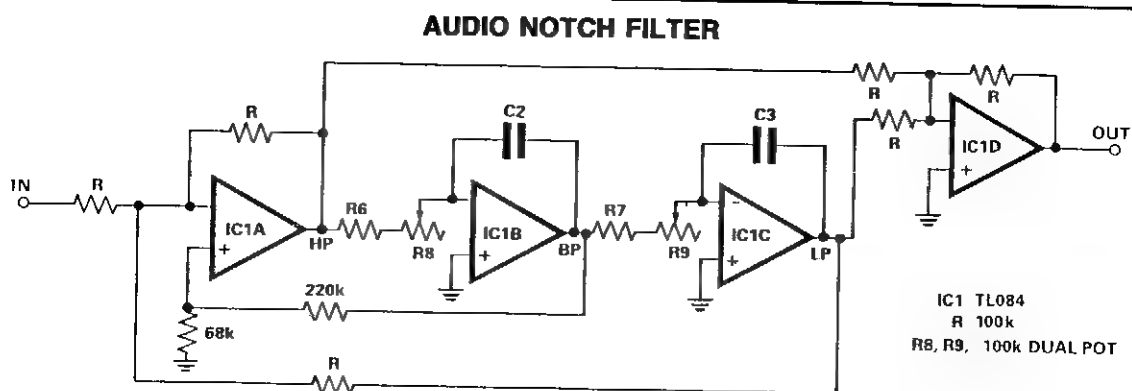 AUDIO NOTCH FILTER
R
R
R
C2
C3
R
OUT
IN
R
IC1A
IC1B
IC1C
IC1D
HP
R6
R8
BP
R7
R9
LP
220k
68k
R
IC1 TL084
R 100k
R8, R9, 100k DUAL POT